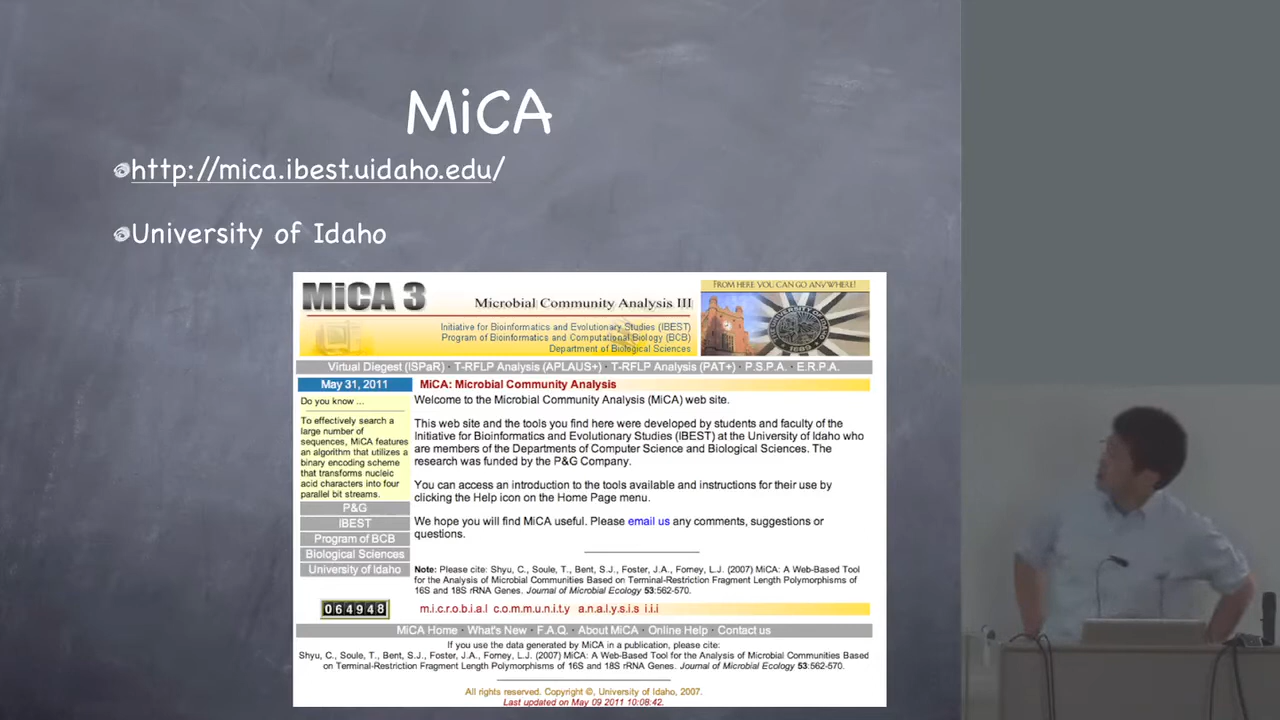 MiCA
http://mica.ibest.uidaho.edu/
University of Idaho
MiCA 3
Microbial Community Analysis III
Initiative for Bioinformatics and Evolutionary Studies (IBEST)
Program of Bioinformatics and Computational Biology (BCB)
Department of Biological Sciences
FROM HERE YOU CAN GO ANYWHERE!
Virtual Diegest (ISPaR) · T-RFLP Analysis (APLAUS+) · T-RFLP Analysis (PAT+) · P.S.P.A. · E.R.P.A.
May 31, 2011
Do you know ...
To effectively search a
large number of
sequences, MiCA features
an algorithm that utilizes a
binary encoding scheme
that transforms nucleic
acid characters into four
parallel bit streams.
P&G
IBEST
Program of BCB
Biological Sciences
University of Idaho
064948
MiCA: Microbial Community Analysis
Welcome to the Microbial Community Analysis (MiCA) web site.
This web site and the tools you find here were developed by students and faculty of the
Initiative for Bioinformatics and Evolutionary Studies (IBEST) at the University of Idaho who
are members of the Departments of Computer Science and Biological Sciences. The
research was funded by the P&G Company.
You can access an introduction to the tools available and instructions for their use by
clicking the Help icon on the Home Page menu.
We hope you will find MiCA useful. Please email us any comments, suggestions or
questions.
Note: Please cite: Shyu, C., Soule, T., Bent, S.J., Foster, J.A., Forney, L.J. (2007) MiCA: A Web-Based Tool
for the Analysis of Microbial Communities Based on Terminal-Restriction Fragment Length Polymorphisms of
16S and 18S rRNA Genes. Journal of Microbial Ecology 53:562-570.
m.i.c.r.o.b.i.a.l c.o.m.m.u.n.i.t.y a.n.a.l.y.s.i.s i.i.i
MiCA Home · What's New · F.A.Q. · About MiCA · Online Help · Contact us
If you use the data generated by MiCA in a publication, please cite:
Shyu, C., Soule, T., Bent, S.J., Foster, J.A., Forney, L.J. (2007) MiCA: A Web-Based Tool for the Analysis of Microbial Communities Based
on Terminal-Restriction Fragment Length Polymorphisms of 16S and 18S rRNA Genes. Journal of Microbial Ecology 53:562-570.
All rights reserved. Copyright ©, University of Idaho, 2007.
Last updated on May 09 2011 10:08:42.